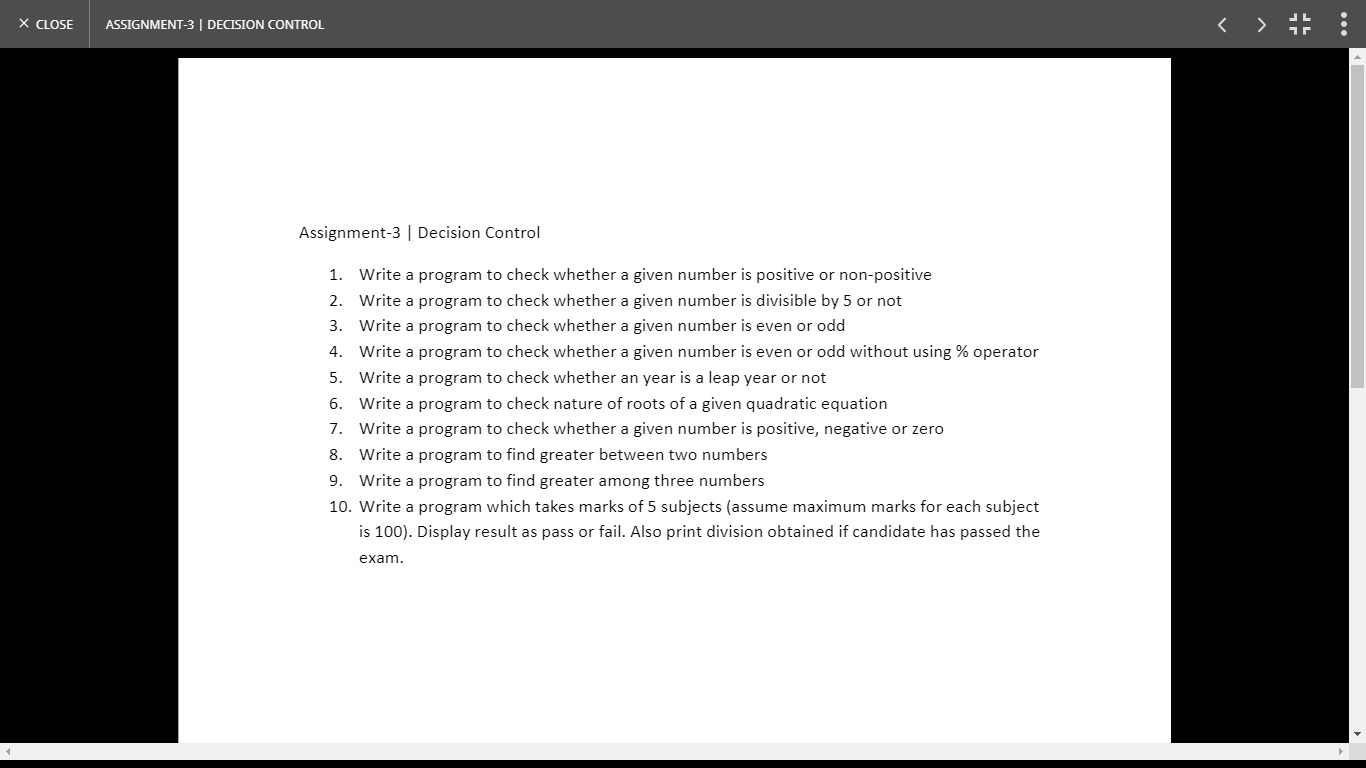 × CLOSE
ASSIGNMENT-3 | DECISION CONTROL
Assignment-3 | Decision Control
1. Write a program to check whether a given number is positive or non-positive
2. Write a program to check whether a given number is divisible by 5 or not
3. Write a program to check whether a given number is even or odd
4. Write a program to check whether a given number is even or odd without using % operator
5. Write a program to check whether an year is a leap year or not
6. Write a program to check nature of roots of a given quadratic equation
7. Write a program to check whether a given number is positive, negative or zero
8. Write a program to find greater between two numbers
9. Write a program to find greater among three numbers
10. Write a program which takes marks of 5 subjects (assume maximum marks for each subject
is 100). Display result as pass or fail. Also print division obtained if candidate has passed the
exam.